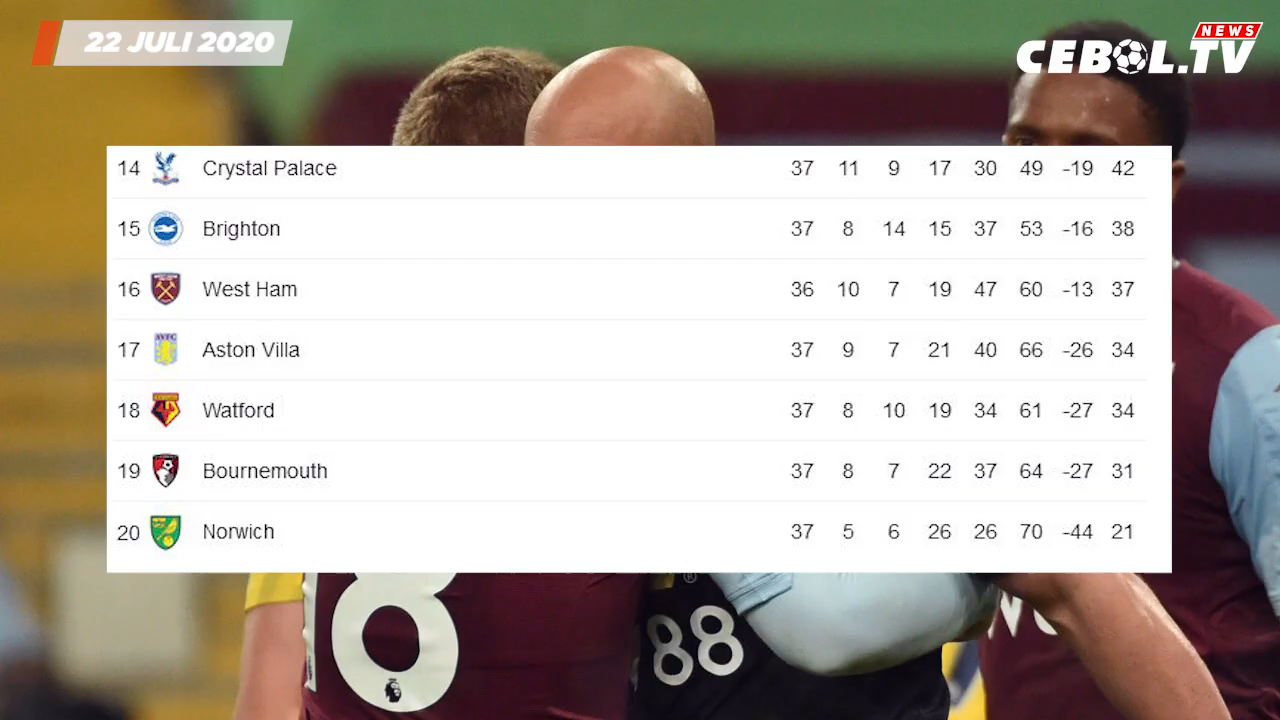 22 JULI 2020
NEWS
CEBOL.TV
14 Crystal Palace 37 11 9 17 30 49 -19 42
15 Brighton 37 8 14 15 37 53 -16 38
16 West Ham 36 10 7 19 47 60 -13 37
17 Aston Villa 37 9 7 21 40 66 -26 34
18 Watford 37 8 10 19 34 61 -27 34
19 Bournemouth 37 8 7 22 37 64 -27 31
20 Norwich 37 5 6 26 26 70 -44 21
AVFC
8
®
88